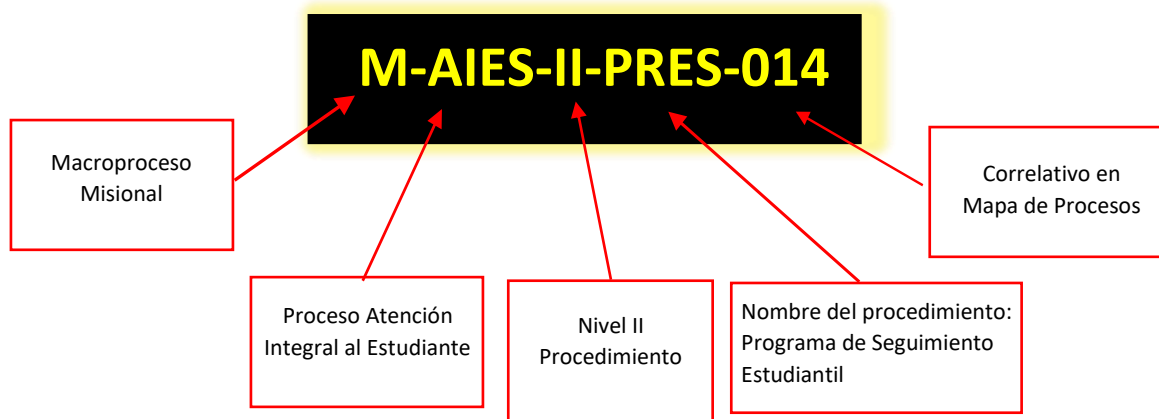 M-AIES-II-PRES-014
Macroproceso
Misional
Correlativo en
Mapa de Procesos
Proceso Atención
Integral al Estudiante
Nivel II
Procedimiento
Nombre del procedimiento:
Programa de Seguimiento
Estudiantil